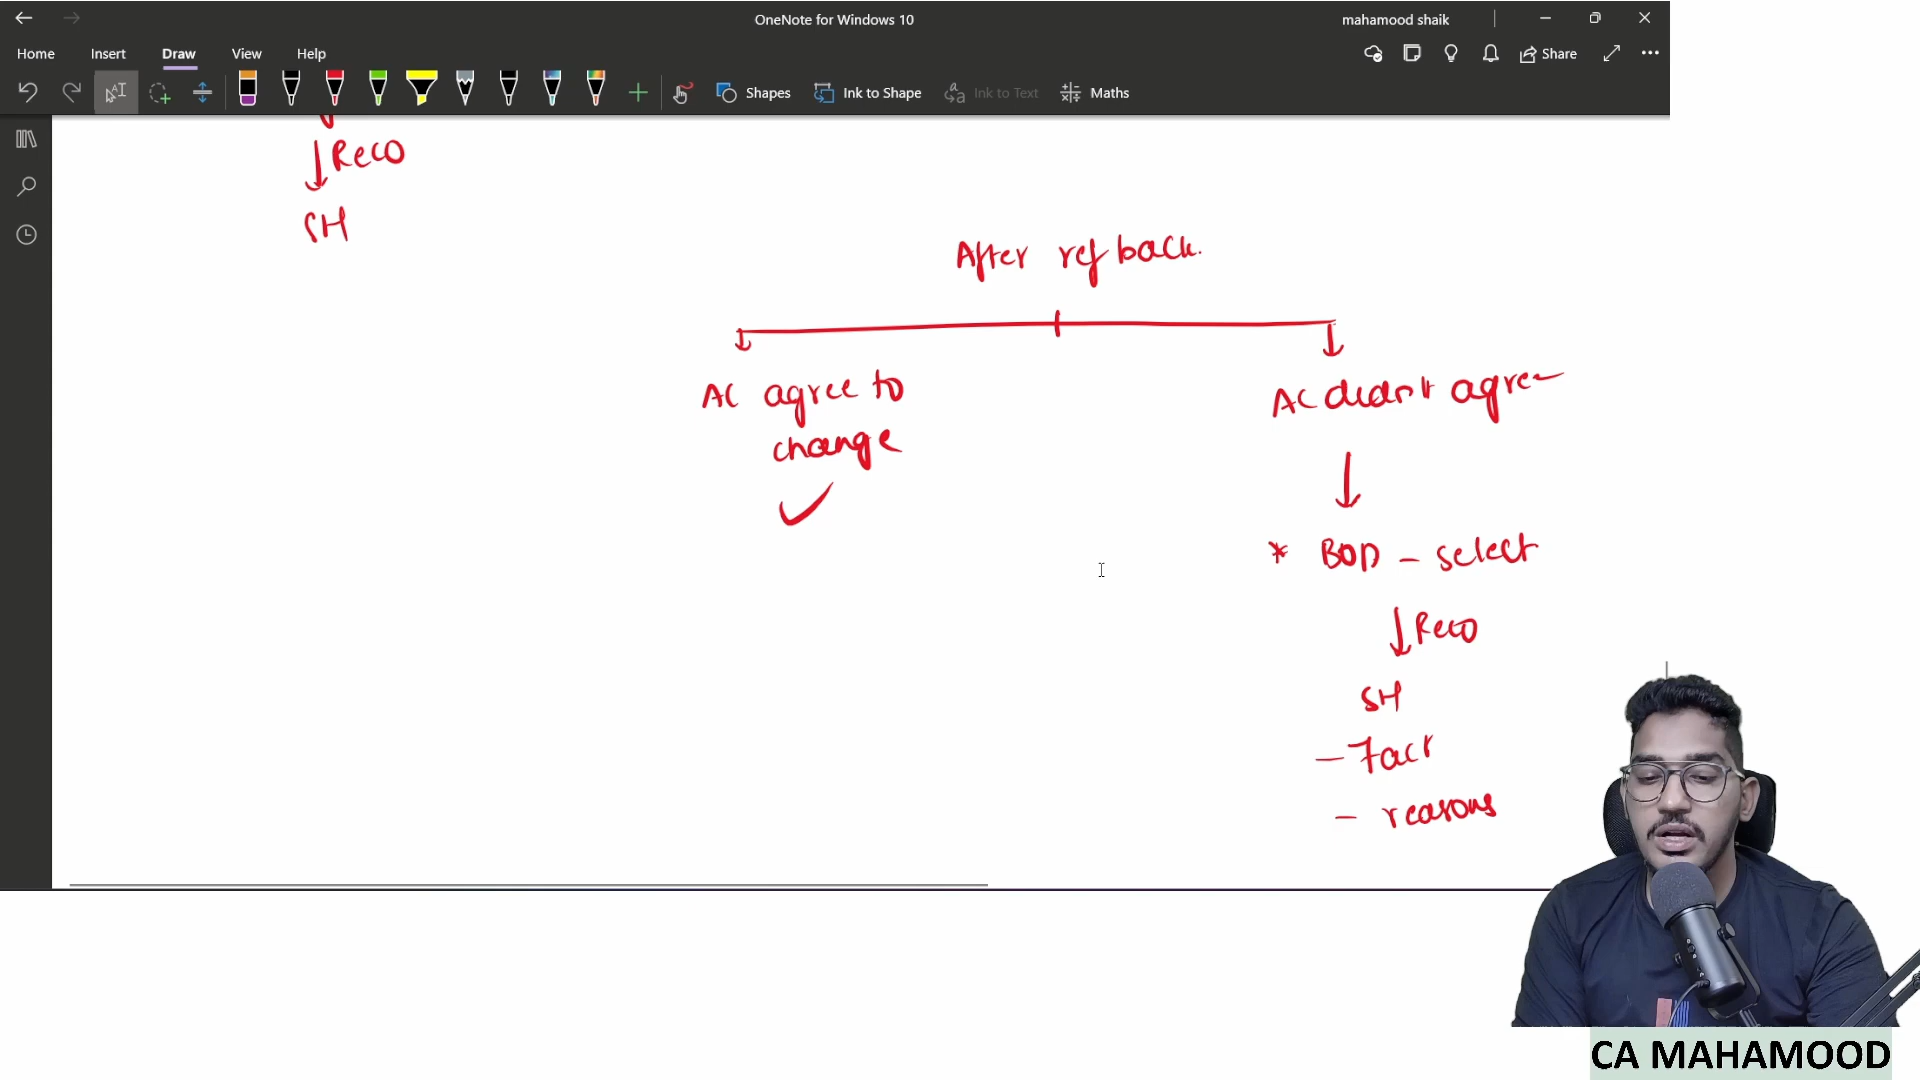 OneNote for Windows 10
mahamood shaik
Home Insert Draw View Help
Share
Shapes Ink to Shape Ink to Text Maths
Reco
SH
After ref back.
AC agree to
change
AC didn't agree
* BOD - select
Reco
SH
- Fact
- reasons
CA MAHAMOOD